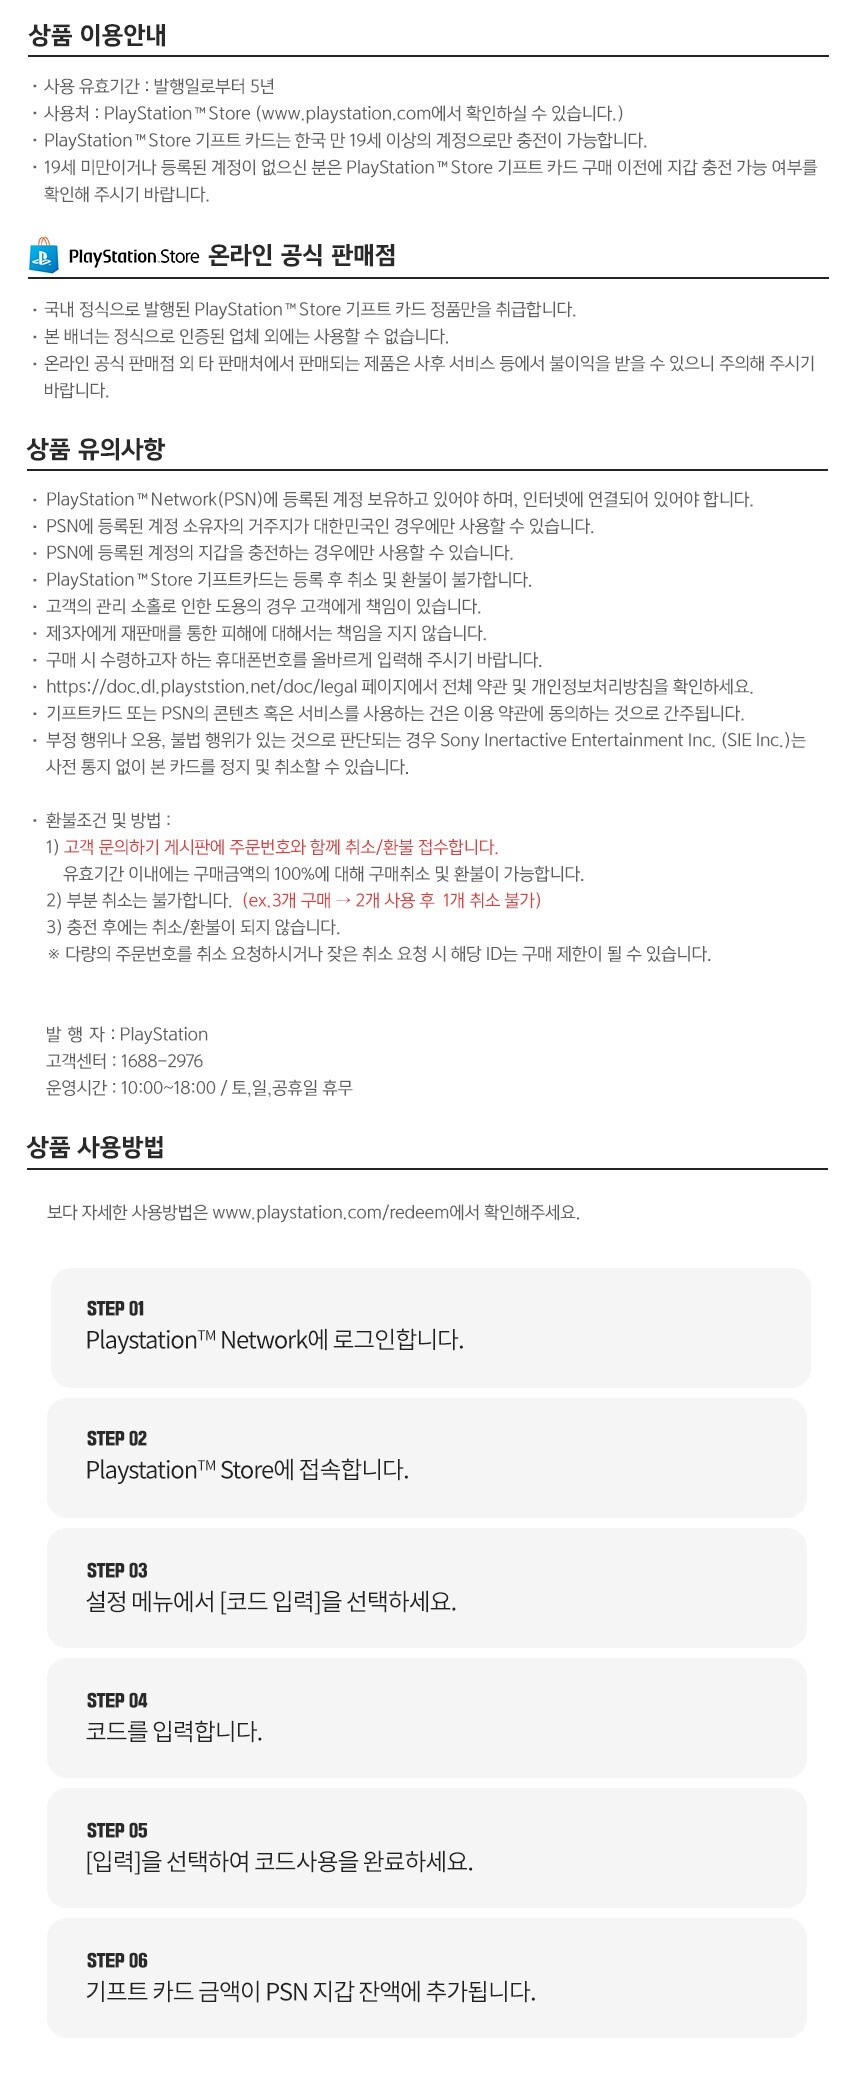 상품 이용안내
· 사용 유효기간 : 발행일로부터 5년
· 사용처 : PlayStation™Store (www.playstation.com에서 확인하실 수 있습니다.)
· PlayStation™Store 기프트 카드는 한국 만 19세 이상의 계정으로만 충전이 가능합니다.
· 19세 미만이거나 등록된 계정이 없으신 분은 PlayStation™Store 기프트 카드 구매 이전에 지갑 충전 가능 여부를
확인해 주시기 바랍니다.
PlayStation.Store 온라인 공식 판매점
· 국내 정식으로 발행된 PlayStation™Store 기프트 카드 정품만을 취급합니다.
· 본 배너는 정식으로 인증된 업체 외에는 사용할 수 없습니다.
· 온라인 공식 판매점 외 타 판매처에서 판매되는 제품은 사후 서비스 등에서 불이익을 받을 수 있으니 주의해 주시기
바랍니다.
상품 유의사항
· PlayStation™Network(PSN)에 등록된 계정 보유하고 있어야 하며, 인터넷에 연결되어 있어야 합니다.
· PSN에 등록된 계정 소유자의 거주지가 대한민국인 경우에만 사용할 수 있습니다.
· PSN에 등록된 계정의 지갑을 충전하는 경우에만 사용할 수 있습니다.
· PlayStation™Store 기프트카드는 등록 후 취소 및 환불이 불가합니다.
· 고객의 관리 소홀로 인한 도용의 경우 고객에게 책임이 있습니다.
· 제3자에게 재판매를 통한 피해에 대해서는 책임을 지지 않습니다.
· 구매 시 수령하고자 하는 휴대폰번호를 올바르게 입력해 주시기 바랍니다.
· https://doc.dl.playststion.net/doc/legal 페이지에서 전체 약관 및 개인정보처리방침을 확인하세요.
· 기프트카드 또는 PSN의 콘텐츠 혹은 서비스를 사용하는 건은 이용 약관에 동의하는 것으로 간주됩니다.
· 부정 행위나 오용, 불법 행위가 있는 것으로 판단되는 경우 Sony Inertactive Entertainment Inc. (SIE Inc.)는
사전 통지 없이 본 카드를 정지 및 취소할 수 있습니다.
· 환불조건 및 방법 :
1) 고객 문의하기 게시판에 주문번호와 함께 취소/환불 접수합니다.
유효기간 이내에는 구매금액의 100%에 대해 구매취소 및 환불이 가능합니다.
2) 부분 취소는 불가합니다. (ex.3개 구매 → 2개 사용 후 1개 취소 불가)
3) 충전 후에는 취소/환불이 되지 않습니다.
※ 다량의 주문번호를 취소 요청하시거나 잦은 취소 요청 시 해당 ID는 구매 제한이 될 수 있습니다.
발 행 자 : PlayStation
고객센터 : 1688-2976
운영시간 : 10:00~18:00 / 토,일,공휴일 휴무
상품 사용방법
보다 자세한 사용방법은 www.playstation.com/redeem에서 확인해주세요.
STEP 01
Playstation™ Network에 로그인합니다.
STEP 02
Playstation™ Store에 접속합니다.
STEP 03
설정 메뉴에서 [코드 입력]을 선택하세요.
STEP 04
코드를 입력합니다.
STEP 05
[입력]을 선택하여 코드사용을 완료하세요.
STEP 06
기프트 카드 금액이 PSN 지갑 잔액에 추가됩니다.